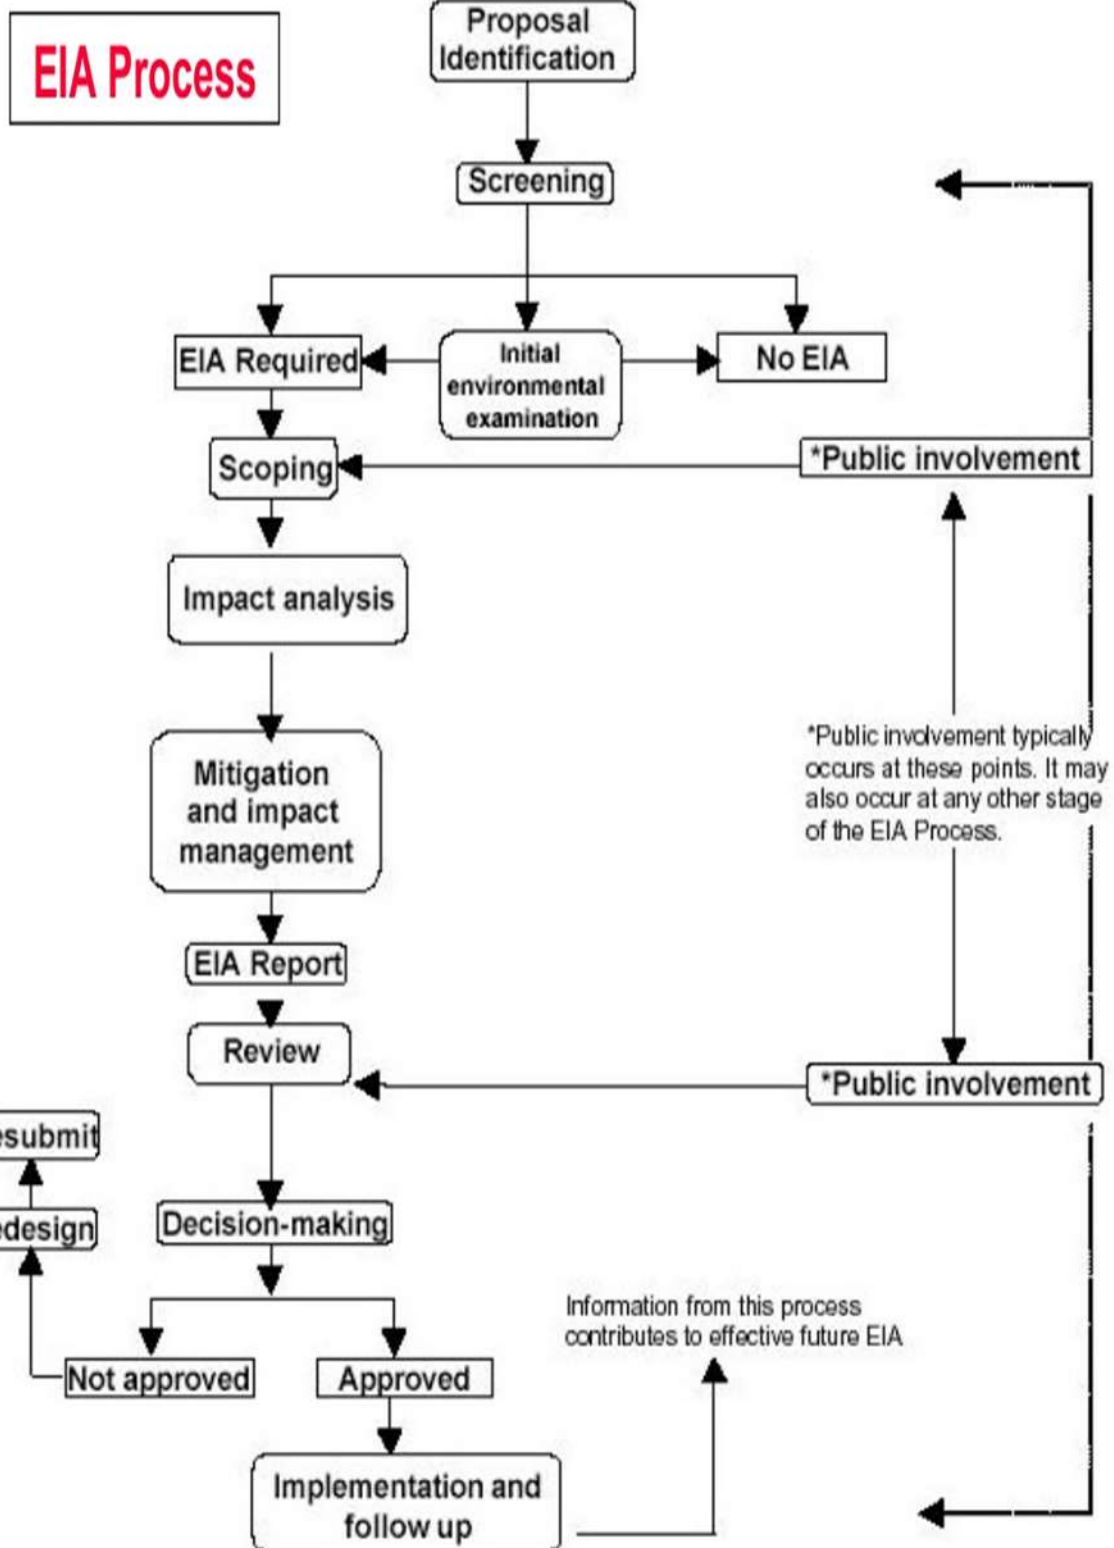 EIA Process
Proposal
Identification
Screening
EIA Required
Initial
environmental
examination
No EIA
Scoping
*Public involvement
Impact analysis
*Public involvement typically
occurs at these points. It may
also occur at any other stage
of the EIA Process.
Mitigation
and impact
management
EIA Report
Review
*Public involvement
esubmit
edesign
Decision-making
Information from this process
contributes to effective future EIA
Not approved
Approved
Implementation and
follow up